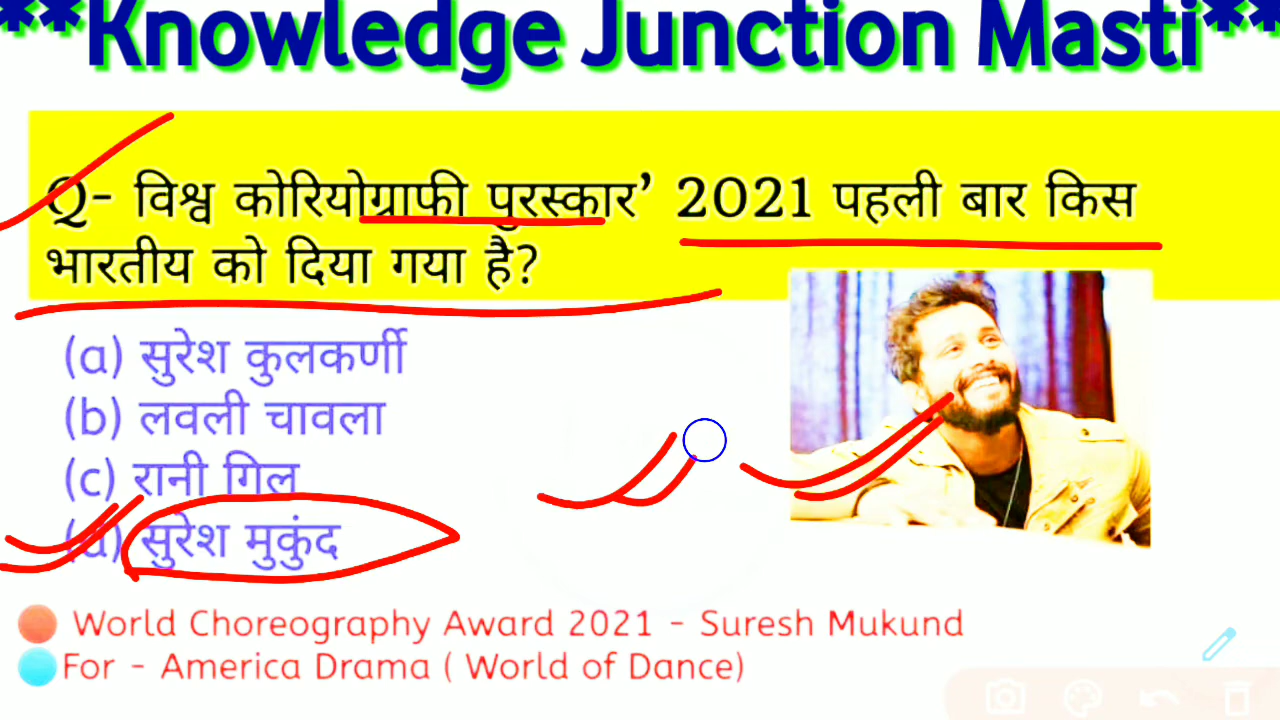 **Knowledge Junction Masti**
Q- विश्व कोरियोग्राफी पुरस्कार’ 2021 पहली बार किस
भारतीय को दिया गया है?
(a) सुरेश कुलकर्णी
(b) लवली चावला
(c) रानी गिल
(d) सुरेश मुकुंद
World Choreography Award 2021 - Suresh Mukund
For - America Drama ( World of Dance)